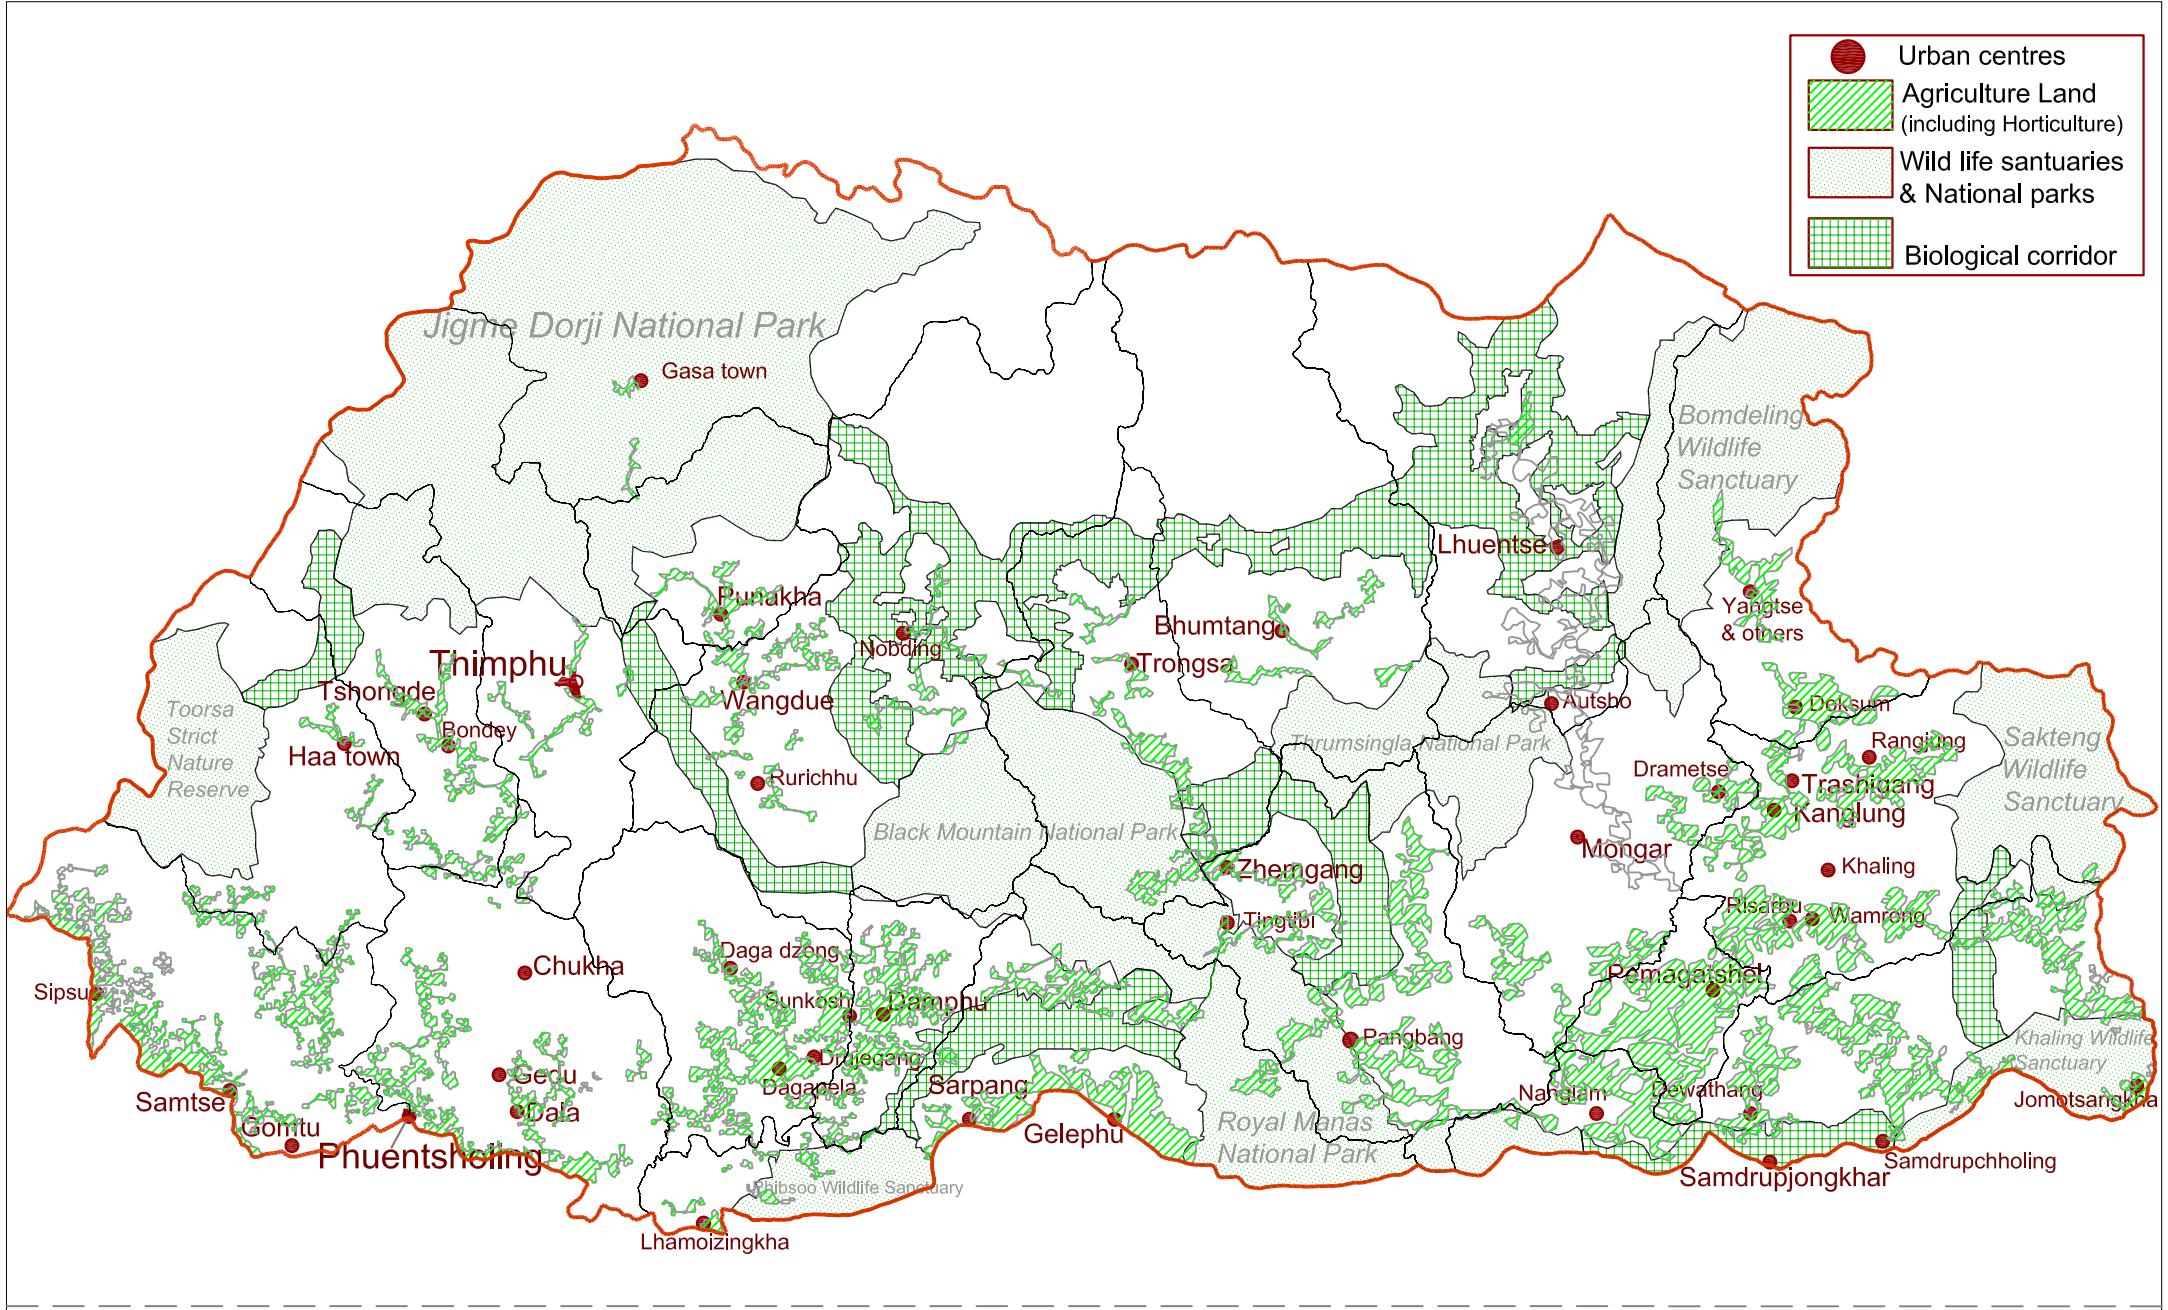 Urban centres
Agriculture Land
(including Horticulture)
Wild life santuaries
& National parks
Biological corridor
Jigme Dorji National Park
Gasa town
Bomdeling
Wildlife
Sanctuary
Lhuentse
Punakha
Yangtse
& others
Bhumtang
Nobding
Thimphu
Trongsa
Tshongde
Wangdue
Autsho
Doksum
Toorsa
Strict
Nature
Reserve
Bondey
Haa town
Thrumsingla National Park
Rangjung
Sakteng
Wildlife
Sanctuary
Rurichhu
Drametse
Trashigang
Kanglung
Black Mountain National Park
Mongar
Zhemgang
Khaling
Risarbu
Wamrong
Tingtibi
Daga dzong
Chukha
Pemagatshel
Sipsu
Sunkosh
Damphu
Pangbang
Khaling Wildlife
Sanctuary
Drujegang
Gedu
Dagapela
Sarpang
Nanglam
Dewathang
Samtse
Dala
Jomotsangkha
Gomtu
Gelephu
Royal Manas
National Park
Phuentsholing
Samdrupchholing
Samdrupjongkhar
Phibsoo Wildlife Sanctuary
Lhamoizingkha